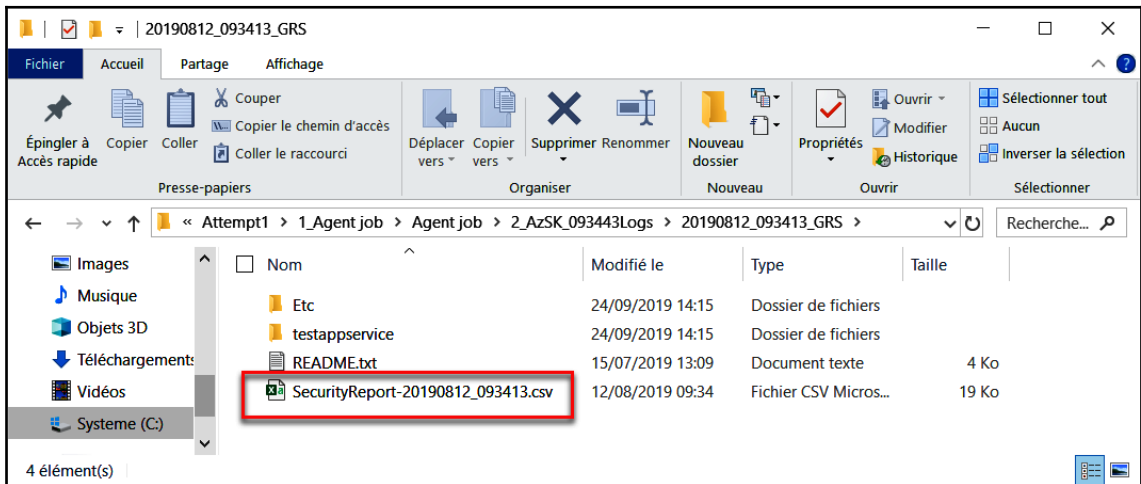 20190812_093413_GRS
Fichier Accueil Partage Affichage
Épingler à Accès rapide
Copier
Coller
Couper
Copier le chemin d'accès
Coller le raccourci
Presse-papiers
Déplacer vers
Copier vers
Supprimer
Renommer
Organiser
Nouveau dossier
Nouveau
Propriétés
Ouvrir
Modifier
Historique
Ouvrir
Sélectionner tout
Aucun
Inverser la sélection
Sélectionner
« Attempt1 > 1_Agent job > Agent job > 2_AzSK_093443Logs > 20190812_093413_GRS >
Recherche...
Images
Musique
Objets 3D
Téléchargements
Vidéos
Systeme (C:)
Nom Modifié le Type Taille
Etc 24/09/2019 14:15 Dossier de fichiers
testappservice 24/09/2019 14:15 Dossier de fichiers
README.txt 15/07/2019 13:09 Document texte 4 Ko
SecurityReport-20190812_093413.csv 12/08/2019 09:34 Fichier CSV Micros... 19 Ko
4 élément(s)